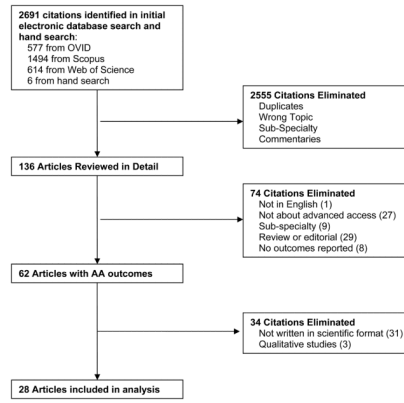 2691 citations identified in initial
electronic database search and
hand search:
577 from OVID
1494 from Scopus
614 from Web of Science
6 from hand search
2555 Citations Eliminated
Duplicates
Wrong Topic
Sub-Specialty
Commentaries
136 Articles Reviewed in Detail
74 Citations Eliminated
Not in English (1)
Not about advanced access (27)
Sub-specialty (9)
Review or editorial (29)
No outcomes reported (8)
62 Articles with AA outcomes
34 Citations Eliminated
Not written in scientific format (31)
Qualitative studies (3)
28 Articles included in analysis